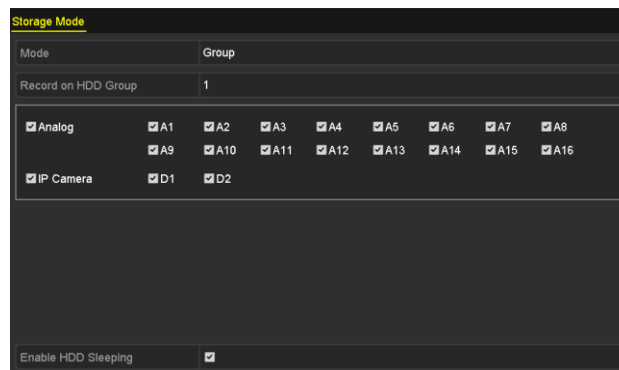 Storage Mode
Mode Group
Record on HDD Group 1
Analog A1 A2 A3 A4 A5 A6 A7 A8
A9 A10 A11 A12 A13 A14 A15 A16
IP Camera D1 D2
Enable HDD Sleeping